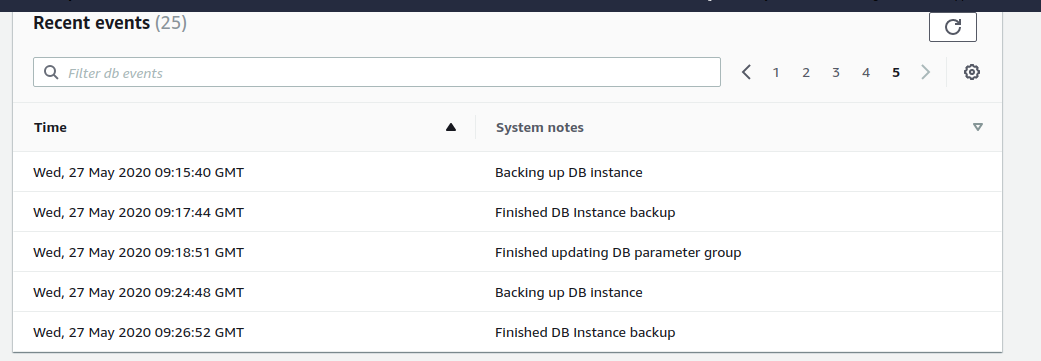 Recent events (25)
Filter db events
1 2 3 4 5
Time System notes
Wed, 27 May 2020 09:15:40 GMT Backing up DB instance
Wed, 27 May 2020 09:17:44 GMT Finished DB Instance backup
Wed, 27 May 2020 09:18:51 GMT Finished updating DB parameter group
Wed, 27 May 2020 09:24:48 GMT Backing up DB instance
Wed, 27 May 2020 09:26:52 GMT Finished DB Instance backup